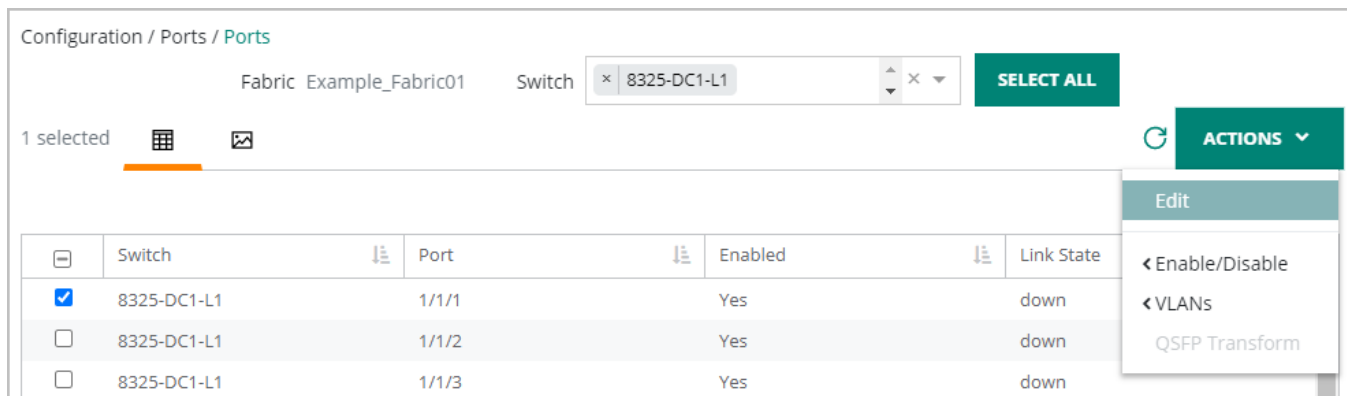 Configuration / Ports / Ports
Fabric Example_Fabric01 Switch × 8325-DC1-L1 SELECT ALL
1 selected ACTIONS
Edit
Switch Port Enabled Link State
Enable/Disable
8325-DC1-L1 1/1/1 Yes down
VLANs
8325-DC1-L1 1/1/2 Yes down
QSFP Transform
8325-DC1-L1 1/1/3 Yes down